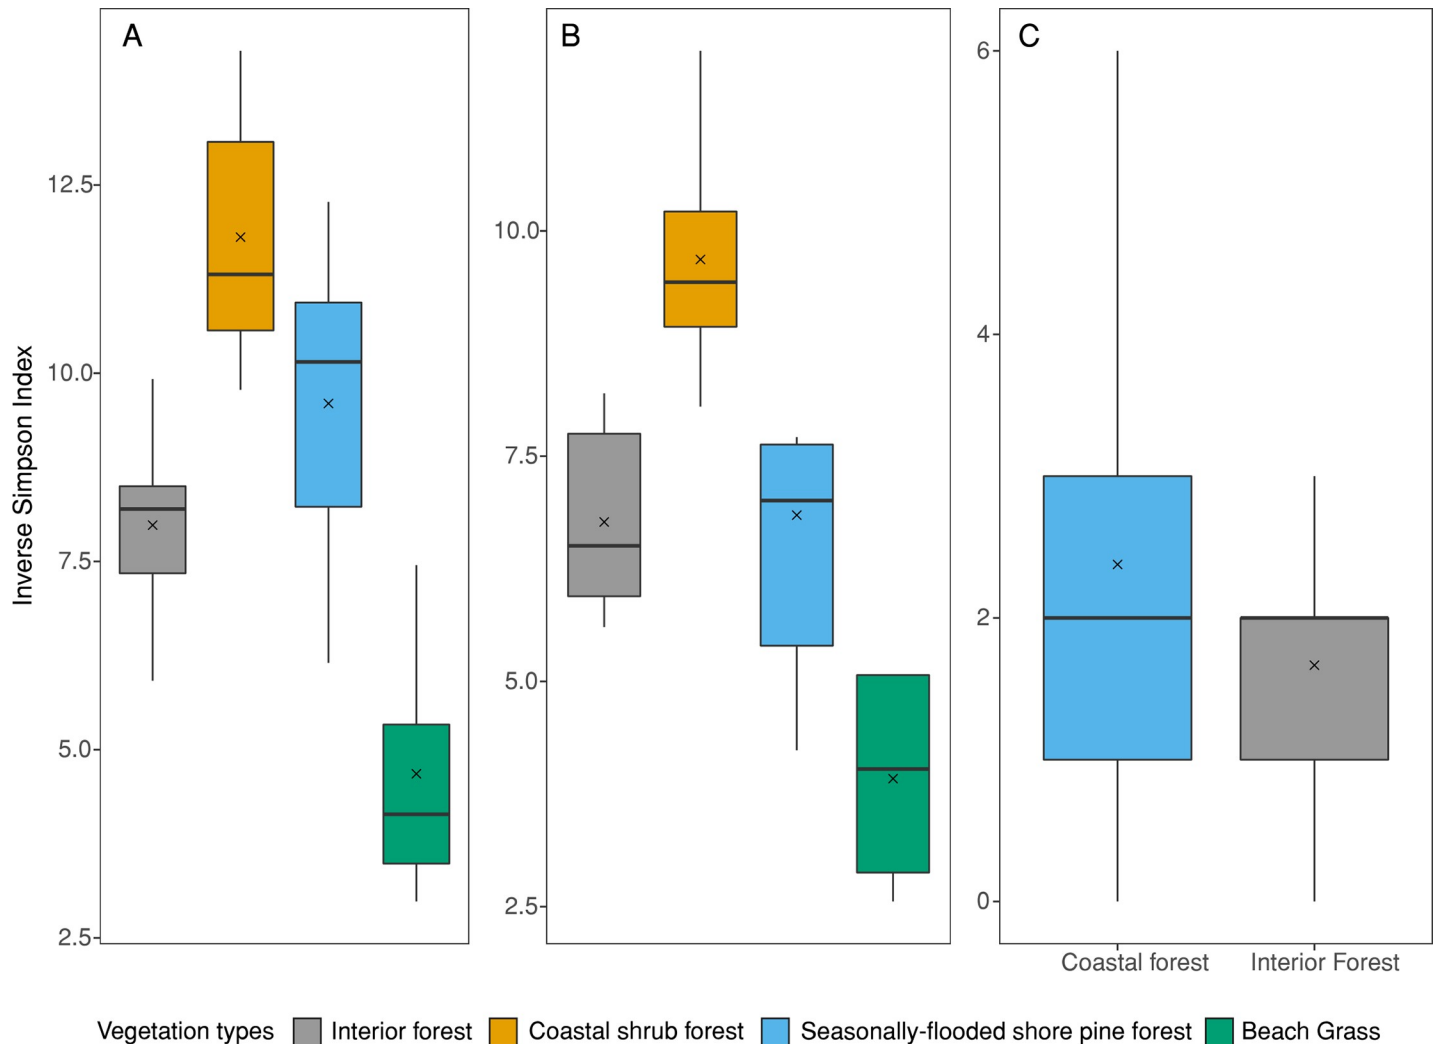 A
B
C
Inverse Simpson Index
12.5
10.0
7.5
5.0
2.5
10.0
7.5
5.0
2.5
6
4
2
0
Coastal forest Interior Forest
Vegetation types Interior forest Coastal shrub forest Seasonally-flooded shore pine forest Beach Grass